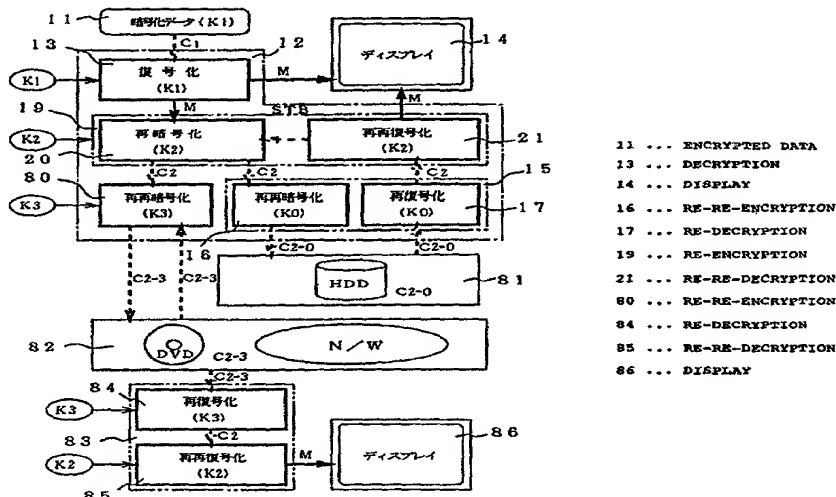 11
暗号化データ(K1)
C1
13
12
14
復号化
(K1)
K1
M
ディスプレイ
M
M
STB
19
再暗号化
(K2)
K2
20
再再復号化
(K2)
21
C2
C2
C2
15
80
再再暗号化
(K3)
K3
再再暗号化
(K0)
16
再復号化
(K0)
17
C2-3
C2-3
C2-0
C2-0
HDD
C2-0
81
82
DVD
C2-3
N/W
C2-3
84
再復号化
(K3)
K3
83
C2
再再復号化
(K2)
K2
85
M
ディスプレイ
86
11 ... ENCRYPTED DATA
13 ... DECRYPTION
14 ... DISPLAY
16 ... RE-RE-ENCRYPTION
17 ... RE-DECRYPTION
19 ... RE-ENCRYPTION
21 ... RE-RE-DECRYPTION
80 ... RE-RE-ENCRYPTION
84 ... RE-DECRYPTION
85 ... RE-RE-DECRYPTION
86 ... DISPLAY